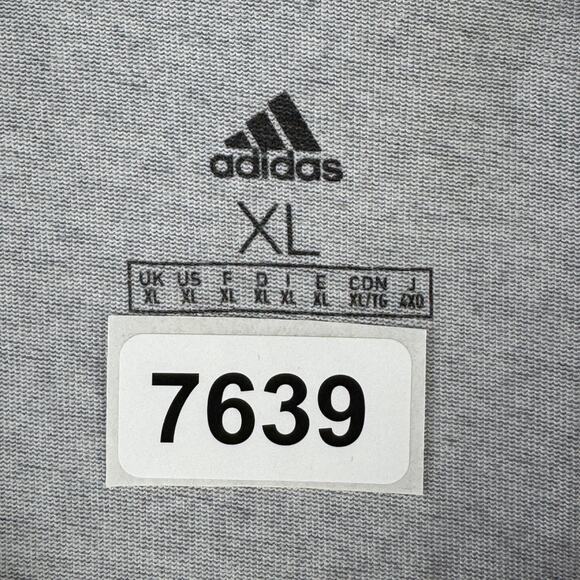 adidas
XL
UK US F D I E CDN J
XL XL XL XL XL XL XL/TG 4XO
7639